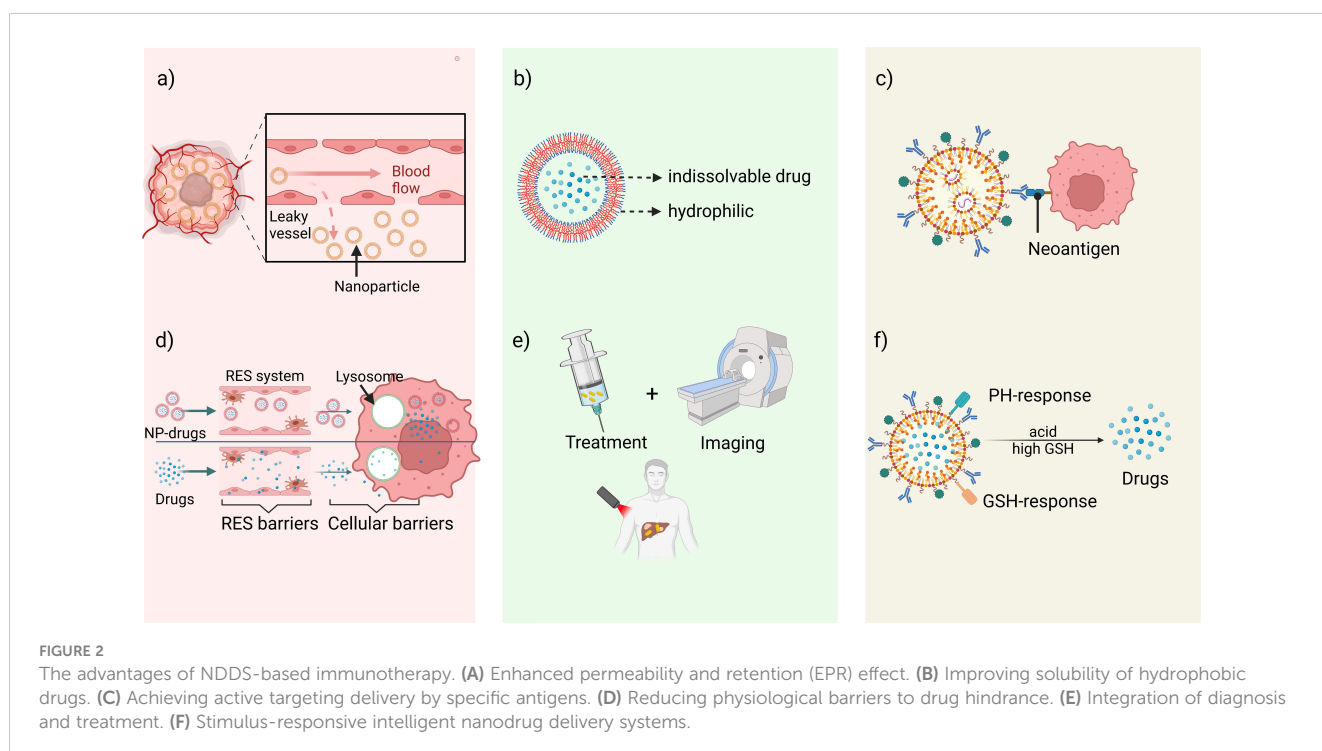 a)
Blood
flow
Leaky
vessel
Nanoparticle
b)
indissolvable drug
hydrophilic
c)
Neoantigen
d)
RES system
Lysosome
NP-drugs
Drugs
RES barriers
Cellular barriers
e)
+
Treatment
Imaging
f)
PH-response
acid
high GSH
Drugs
GSH-response
FIGURE 2
The advantages of NDDS-based immunotherapy. (A) Enhanced permeability and retention (EPR) effect. (B) Improving solubility of hydrophobic
drugs. (C) Achieving active targeting delivery by specific antigens. (D) Reducing physiological barriers to drug hindrance. (E) Integration of diagnosis
and treatment. (F) Stimulus-responsive intelligent nanodrug delivery systems.